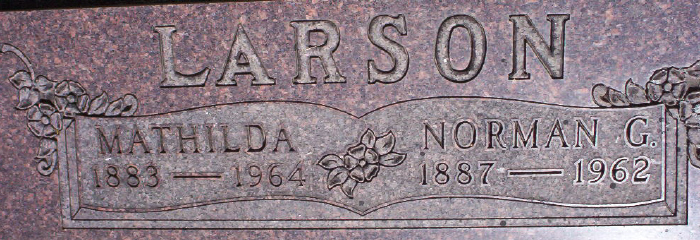 LARSON
MATHILDA
1883 — 1964
NORMAN G.
1887 — 1962